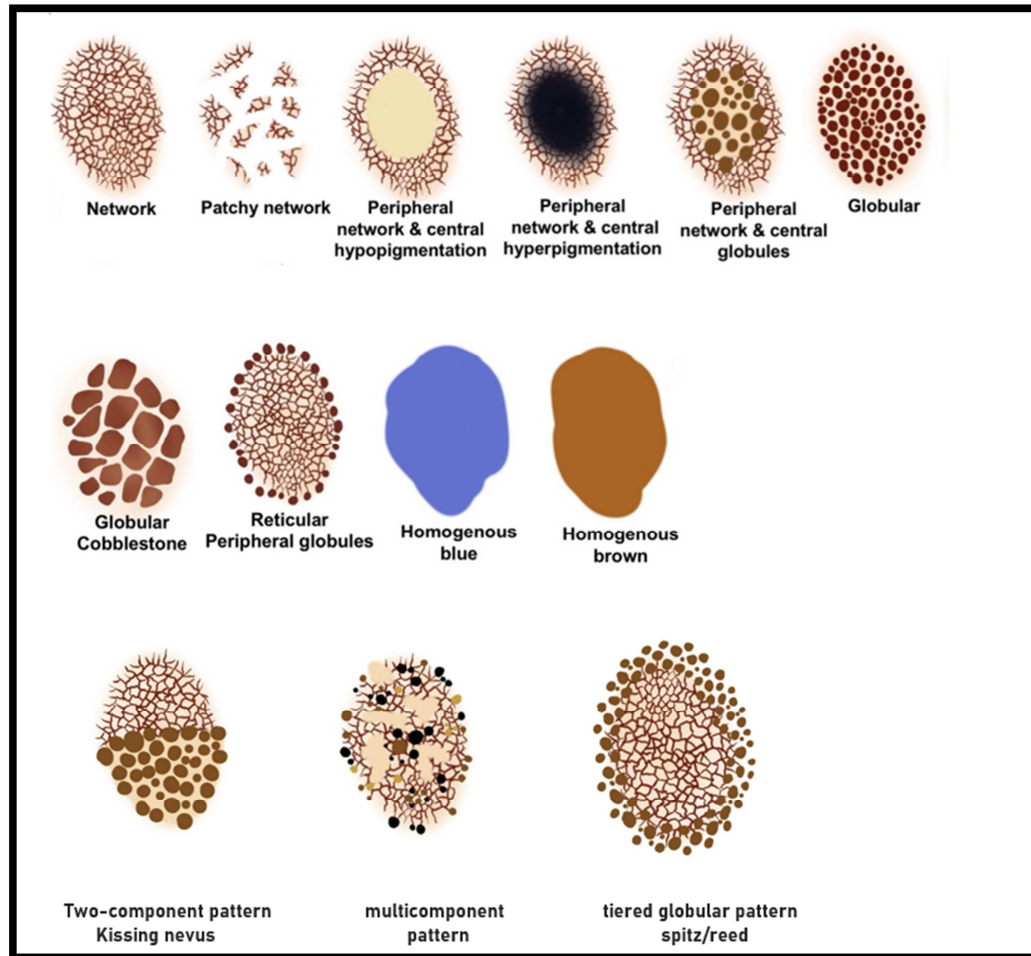 Network
Patchy network
Peripheral
network & central
hypopigmentation
Peripheral
network & central
hyperpigmentation
Peripheral
network & central
globules
Globular
Globular
Cobblestone
Reticular
Peripheral globules
Homogenous
blue
Homogenous
brown
Two-component pattern
Kissing nevus
multicomponent
pattern
tiered globular pattern
spitz/reed